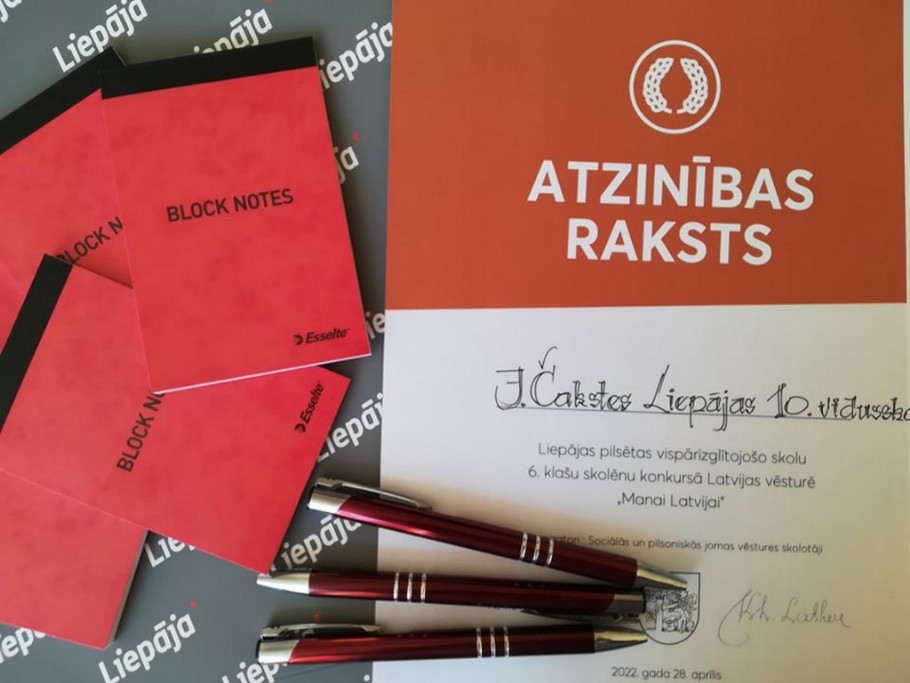 Liepāja
Liepāja
Liepāja
BLOCK NOTES
Esselte
BLOCK N
BLOCK NO
Esselte
Liepāja
Liepāja
Liepāja
ATZINĪBAS
RAKSTS
J. Čakstes Liepājas 10. vidussko
Liepājas pilsētas vispārizglītojošo skolu
6. klašu skolēnu konkursā Latvijas vēsturē
„Manai Latvijai"
: Sociālās un pilsoniskās jomas vēstures skolotāji
2022. gada 28. aprīlis